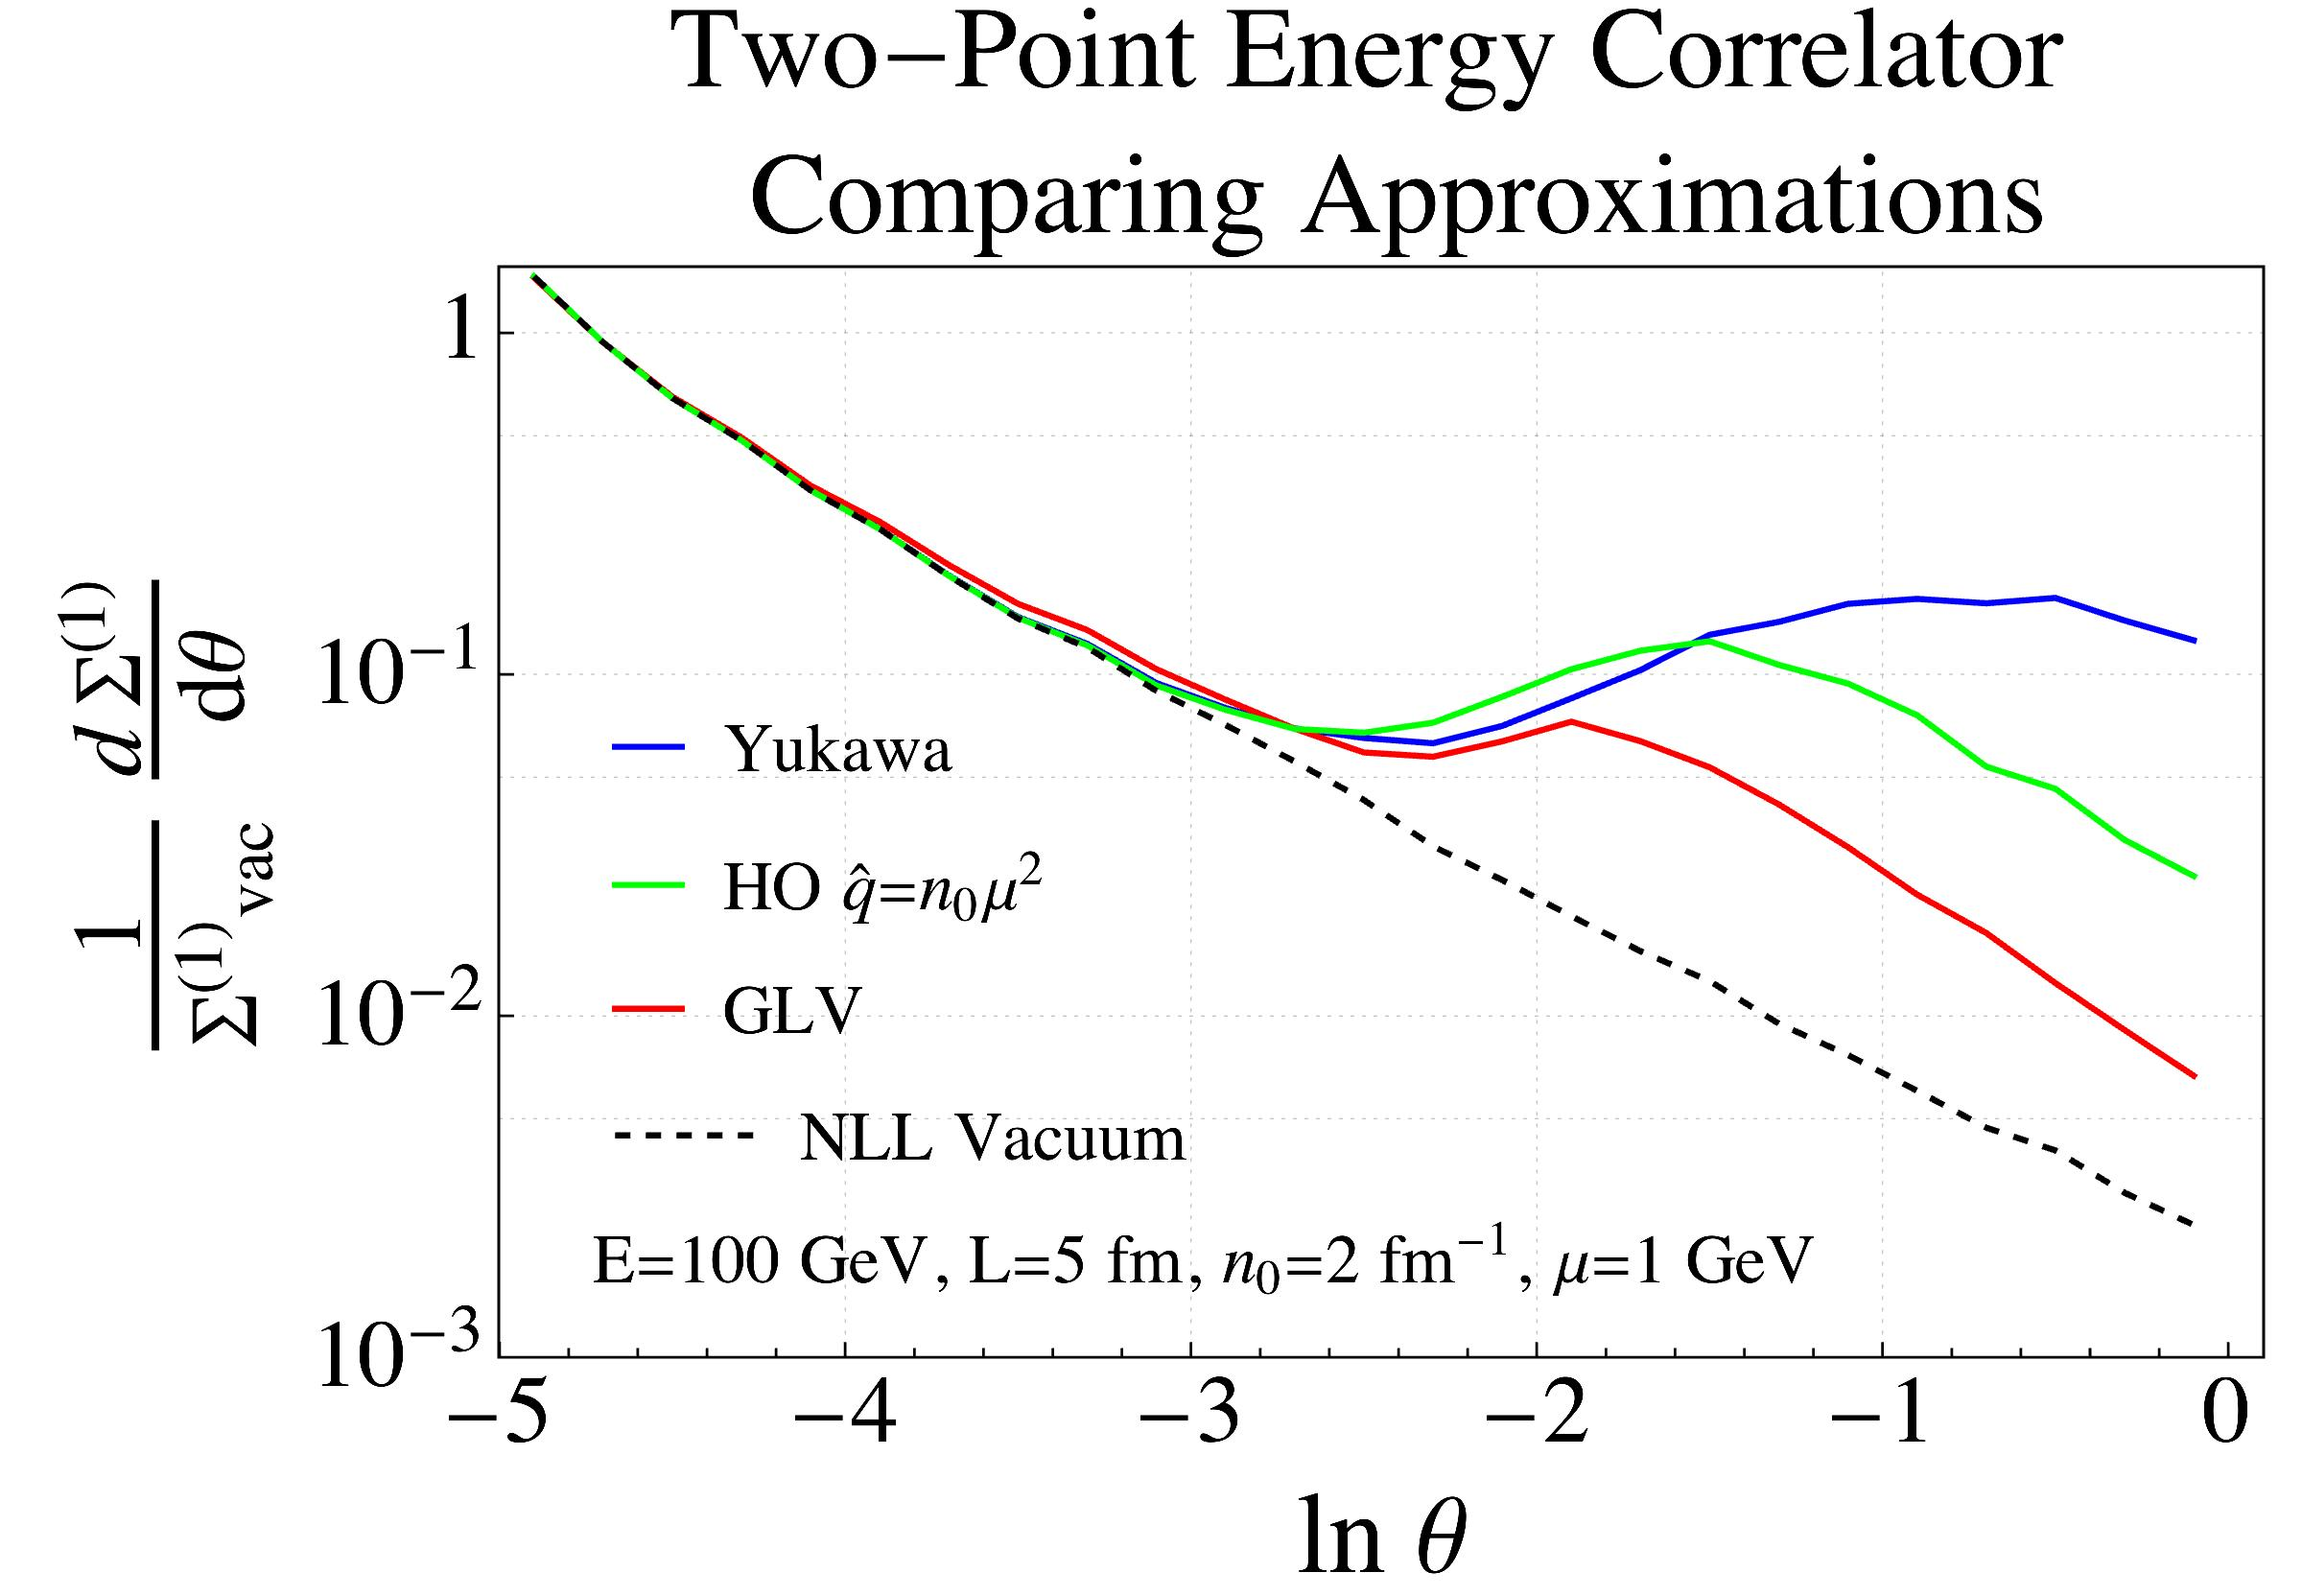 Two−Point Energy Correlator
Comparing Approximations
1
10⁻¹
10⁻²
10⁻³
1/Σ⁽¹⁾vac d Σ⁽¹⁾/dθ
Yukawa
HO q̂=n₀μ²
GLV
NLL Vacuum
E=100 GeV, L=5 fm, n₀=2 fm⁻¹, μ=1 GeV
−5 −4 −3 −2 −1 0
ln θ